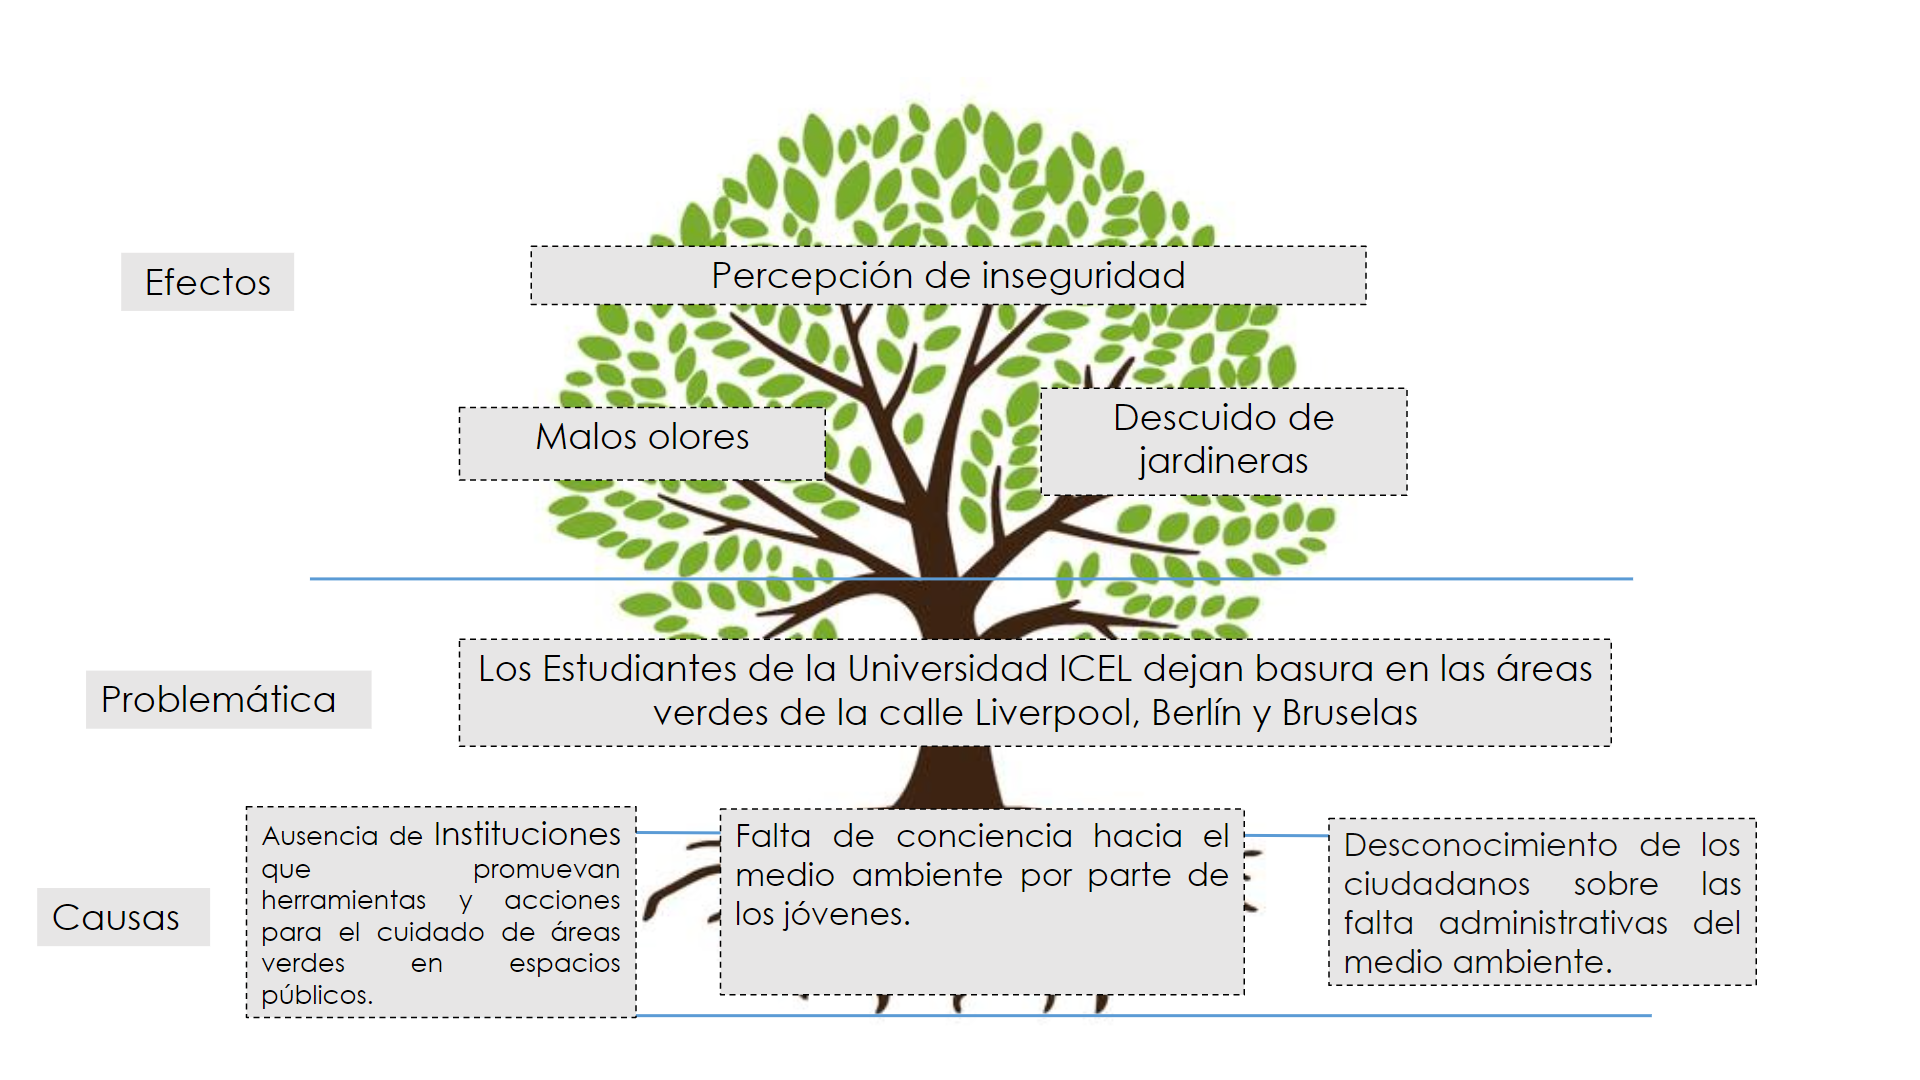 Efectos
Percepción de inseguridad
Malos olores
Descuido de
jardineras
Problemática
Los Estudiantes de la Universidad ICEL dejan basura en las áreas
verdes de la calle Liverpool, Berlín y Bruselas
Causas
Ausencia de Instituciones
que promuevan
herramientas y acciones
para el cuidado de áreas
verdes en espacios
públicos.
Falta de conciencia hacia el
medio ambiente por parte de
los jóvenes.
Desconocimiento de los
ciudadanos sobre las
falta administrativas del
medio ambiente.